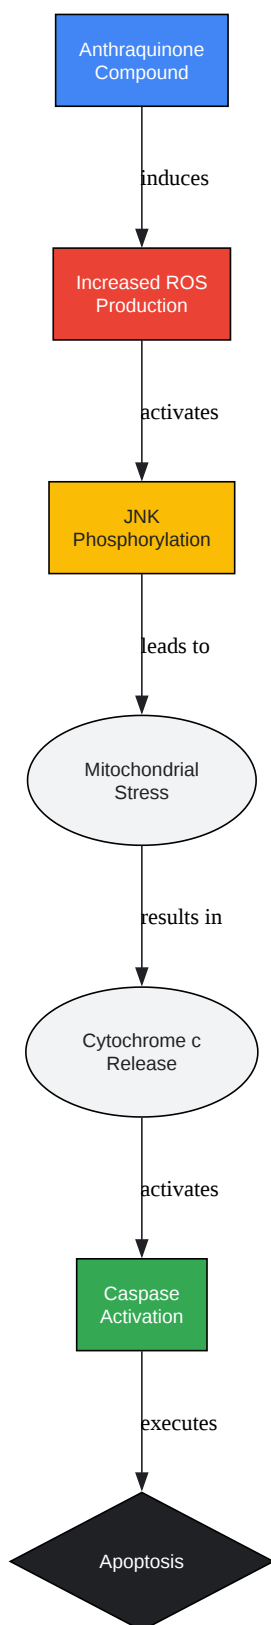 Anthraquinone
Compound
induces
Increased ROS
Production
activates
JNK
Phosphorylation
leads to
Mitochondrial
Stress
results in
Cytochrome c
Release
activates
Caspase
Activation
executes
Apoptosis